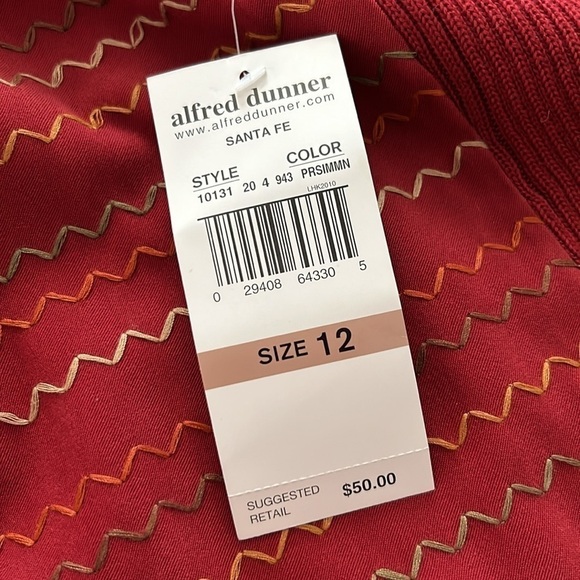 alfred dunner
www.alfreddunner.com
SANTA FE
STYLE COLOR
10131 20 4 943 PRSIMMN
LHK2010
0 29408 64330 5
SIZE 12
SUGGESTED
RETAIL $50.00